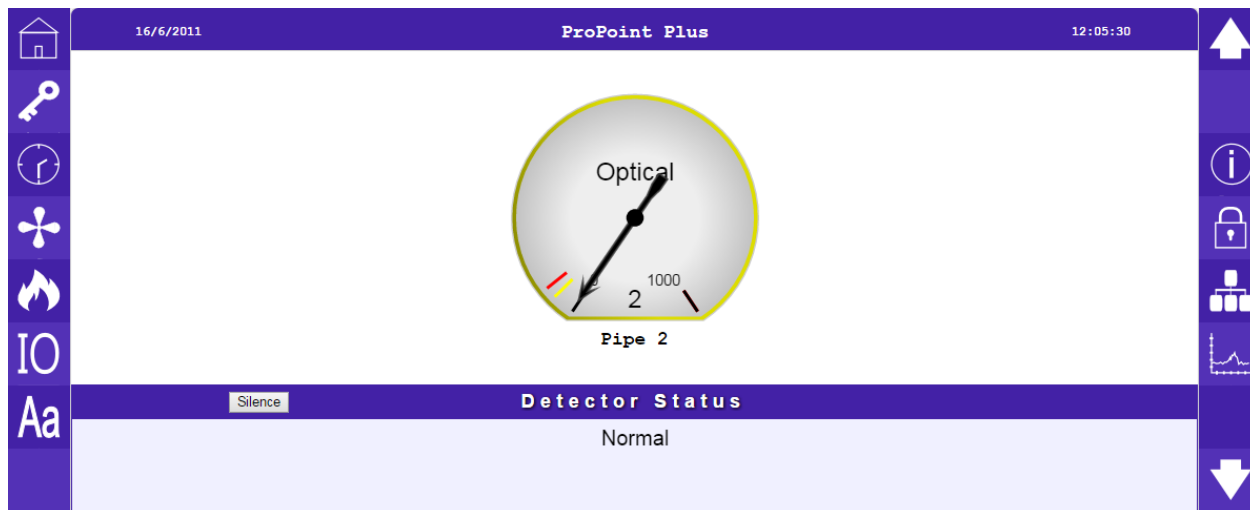 16/6/2011 ProPoint Plus 12:05:30
Optical
0 1000
2
Pipe 2
IO
Silence Detector Status
Aa
Normal